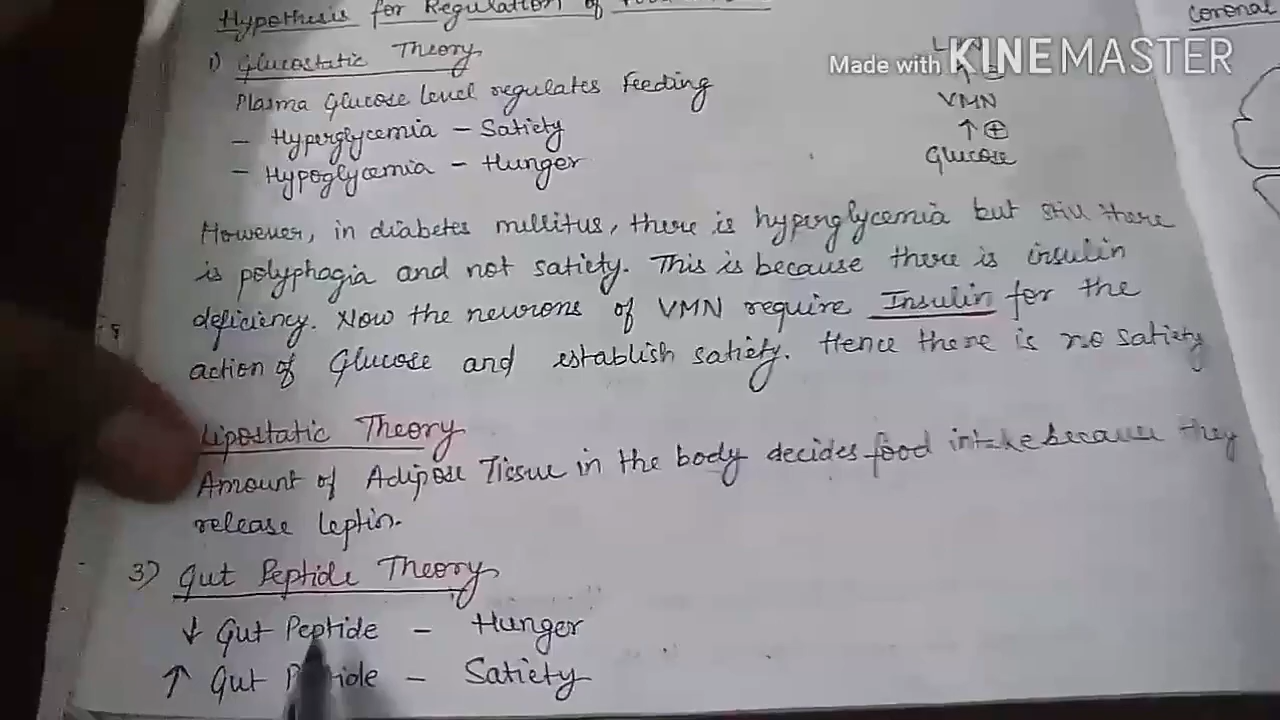 Hypothesis for Regulation of
1) Glucostatic Theory
Plasma Glucose level regulates Feeding
- Hyperglycemia - Satiety
- Hypoglycemia - Hunger
However, in diabetes mellitus, there is hyperglycemia but still there
is polyphagia and not satiety. This is because there is insulin
deficiency. Now the neurons of VMN require Insulin for the
action of Glucose and establish satiety. Hence there is no satiety
Lipostatic Theory
Amount of Adipose Tissue in the body decides food intake because they
release leptin.
3) Gut Peptide Theory
↓ Gut Peptide - Hunger
↑ Gut Peptide - Satiety
↑ ⊖
VMN
↑ ⊕
Glucose
Coronal
Made with KINEMASTER